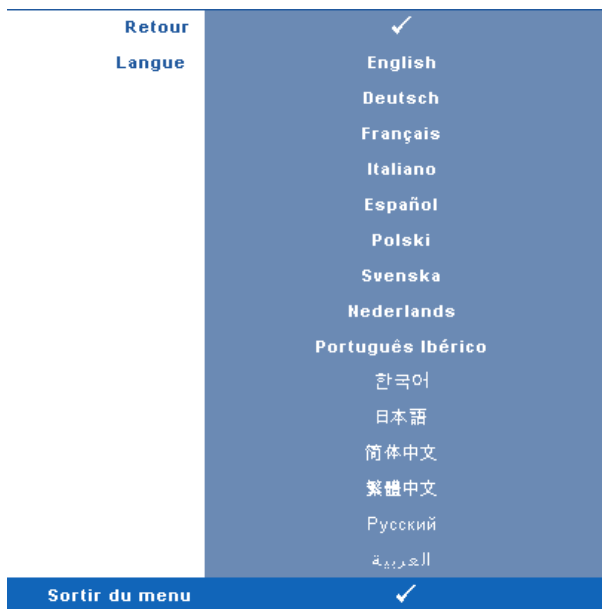 Retour ✓
Langue English
Deutsch
Français
Italiano
Español
Polski
Svenska
Nederlands
Português Ibérico
한국어
日本語
简体中文
繁體中文
Русский
العربية
Sortir du menu ✓